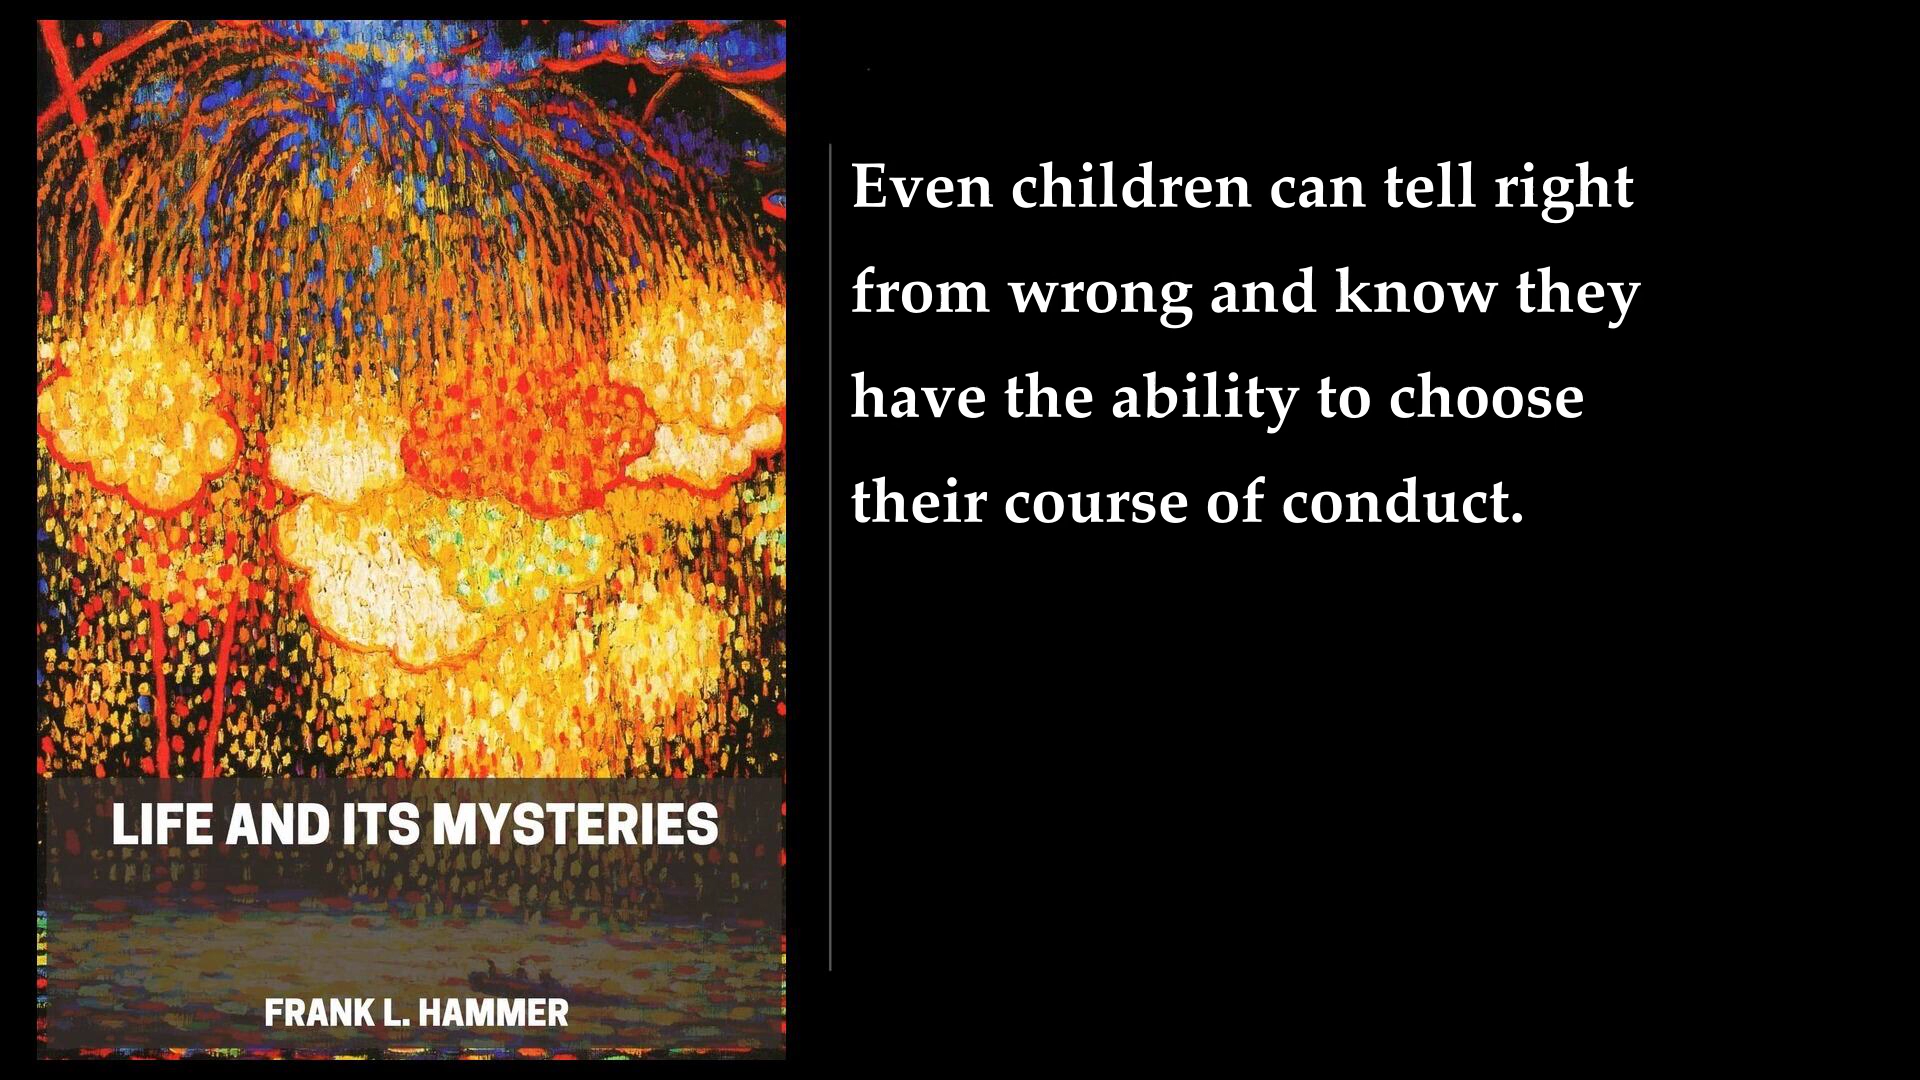 LIFE AND ITS MYSTERIES
FRANK L. HAMMER
Even children can tell right
from wrong and know they
have the ability to choose
their course of conduct.